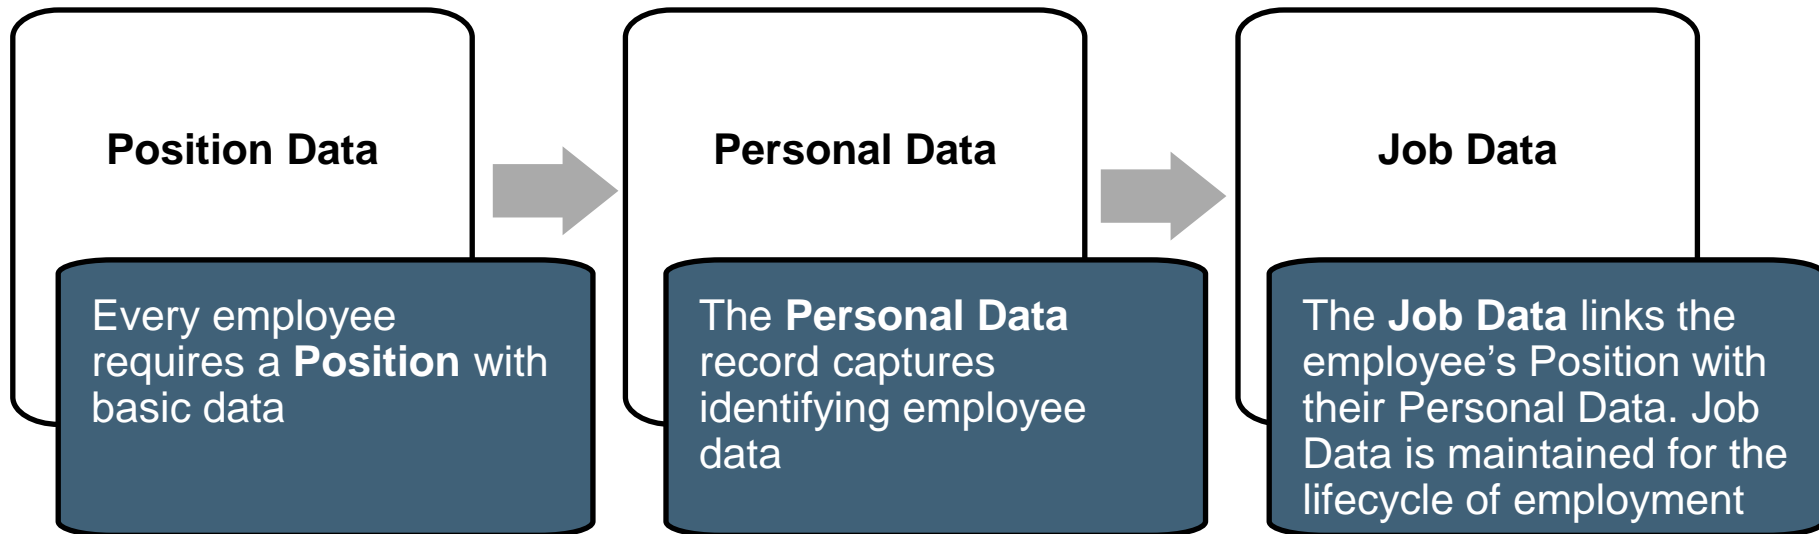 Position Data
Every employee
requires a Position with
basic data
Personal Data
The Personal Data
record captures
identifying employee
data
Job Data
The Job Data links the
employee’s Position with
their Personal Data. Job
Data is maintained for the
lifecycle of employment